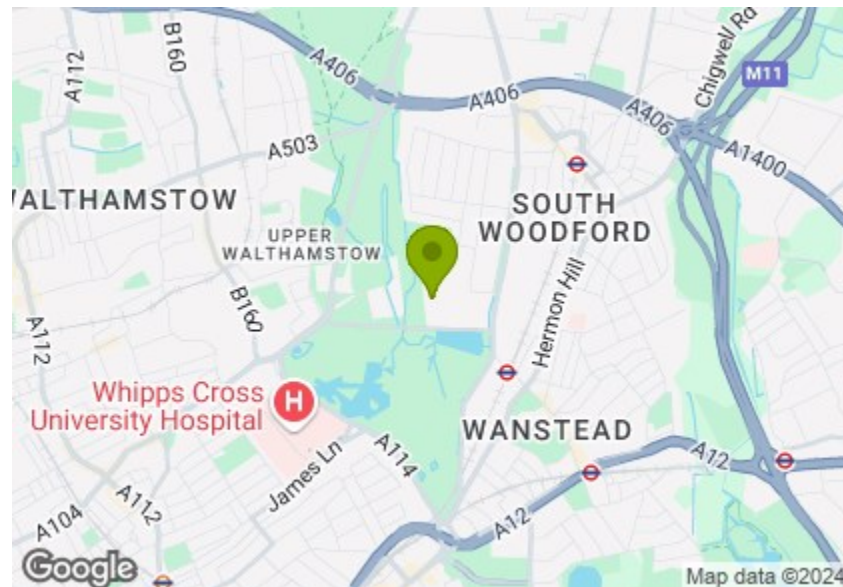 A112
B160
A406
A406
Chigwell Rd
M11
A406
A1400
A503
WALTHAMSTOW
UPPER
WALTHAMSTOW
SOUTH
WOODFORD
B160
Hermon Hill
A112
Whipps Cross
University Hospital
H
WANSTEAD
A12
James Ln
A114
A12
A104
A112
Google
Map data ©2024